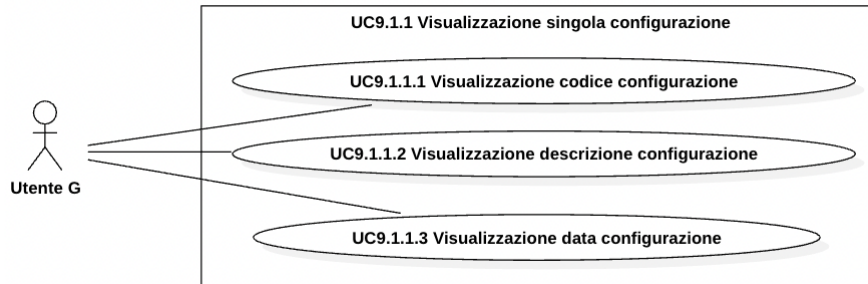 UC9.1.1 Visualizzazione singola configurazione
UC9.1.1.1 Visualizzazione codice configurazione
UC9.1.1.2 Visualizzazione descrizione configurazione
Utente G
UC9.1.1.3 Visualizzazione data configurazione